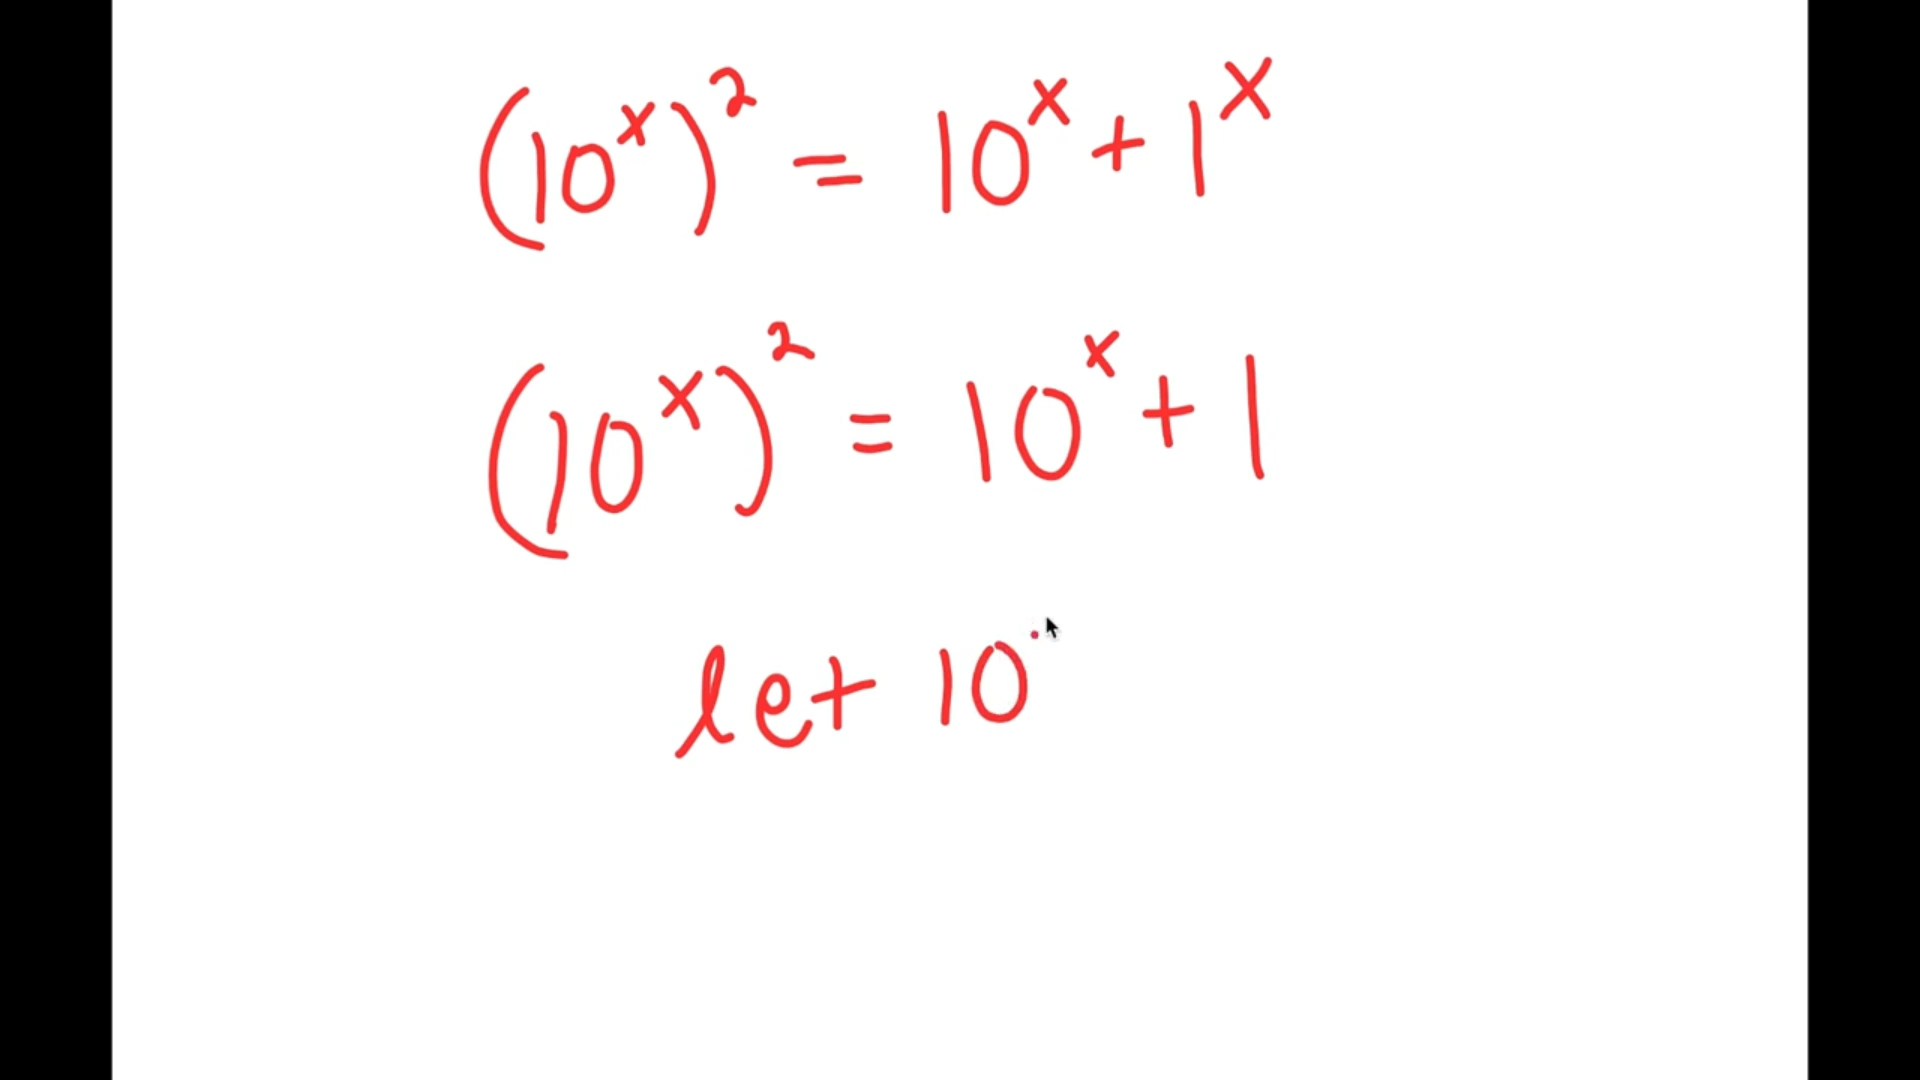 (10^x)^2 = 10^x + 1^x
(10^x)^2 = 10^x + 1
let 10